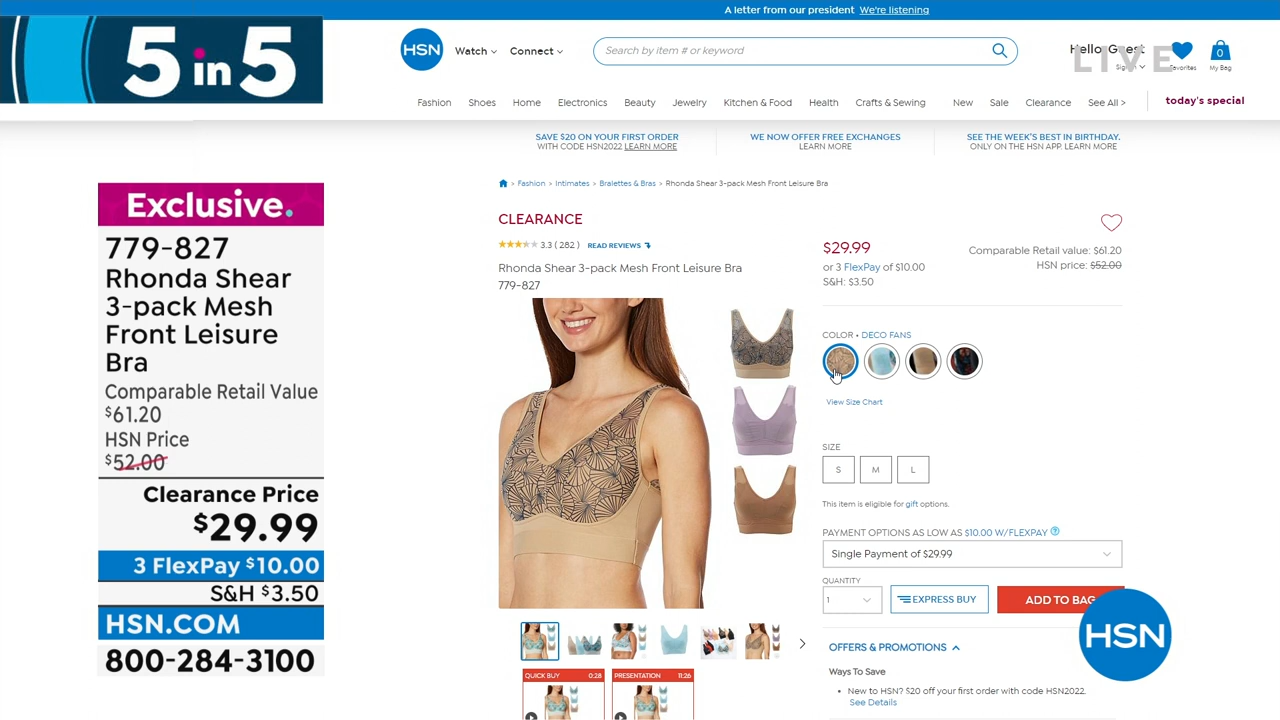 A letter from our president We're listening
5 in 5
HSN
Watch
Connect
Search by item # or keyword
Hello, Guest
LIVE
Favorites
0
My Bag
Fashion Shoes Home Electronics Beauty Jewelry Kitchen & Food Health Crafts & Sewing New Sale Clearance See All > today's special
SAVE $20 ON YOUR FIRST ORDER
WITH CODE HSN2022 LEARN MORE
WE NOW OFFER FREE EXCHANGES
LEARN MORE
SEE THE WEEK'S BEST IN BIRTHDAY.
ONLY ON THE HSN APP. LEARN MORE
Exclusive.
779-827
Rhonda Shear
3-pack Mesh
Front Leisure
Bra
Comparable Retail Value
$61.20
HSN Price
$52.00
Clearance Price
$29.99
3 FlexPay $10.00
S&H $3.50
HSN.COM
800-284-3100
> Fashion > Intimates > Bralettes & Bras > Rhonda Shear 3-pack Mesh Front Leisure Bra
CLEARANCE
3.3 ( 282 ) READ REVIEWS
Rhonda Shear 3-pack Mesh Front Leisure Bra
779-827
$29.99
or 3 FlexPay of $10.00
S&H: $3.50
Comparable Retail value: $61.20
HSN price: $52.00
COLOR • DECO FANS
View Size Chart
SIZE
S M L
This item is eligible for gift options.
PAYMENT OPTIONS AS LOW AS $10.00 W/FLEXPAY ?
Single Payment of $29.99
QUANTITY
1
EXPRESS BUY
ADD TO BAG
HSN
OFFERS & PROMOTIONS
Ways To Save
• New to HSN? $20 off your first order with code HSN2022.
See Details
QUICK BUY 0:28
PRESENTATION 11:26